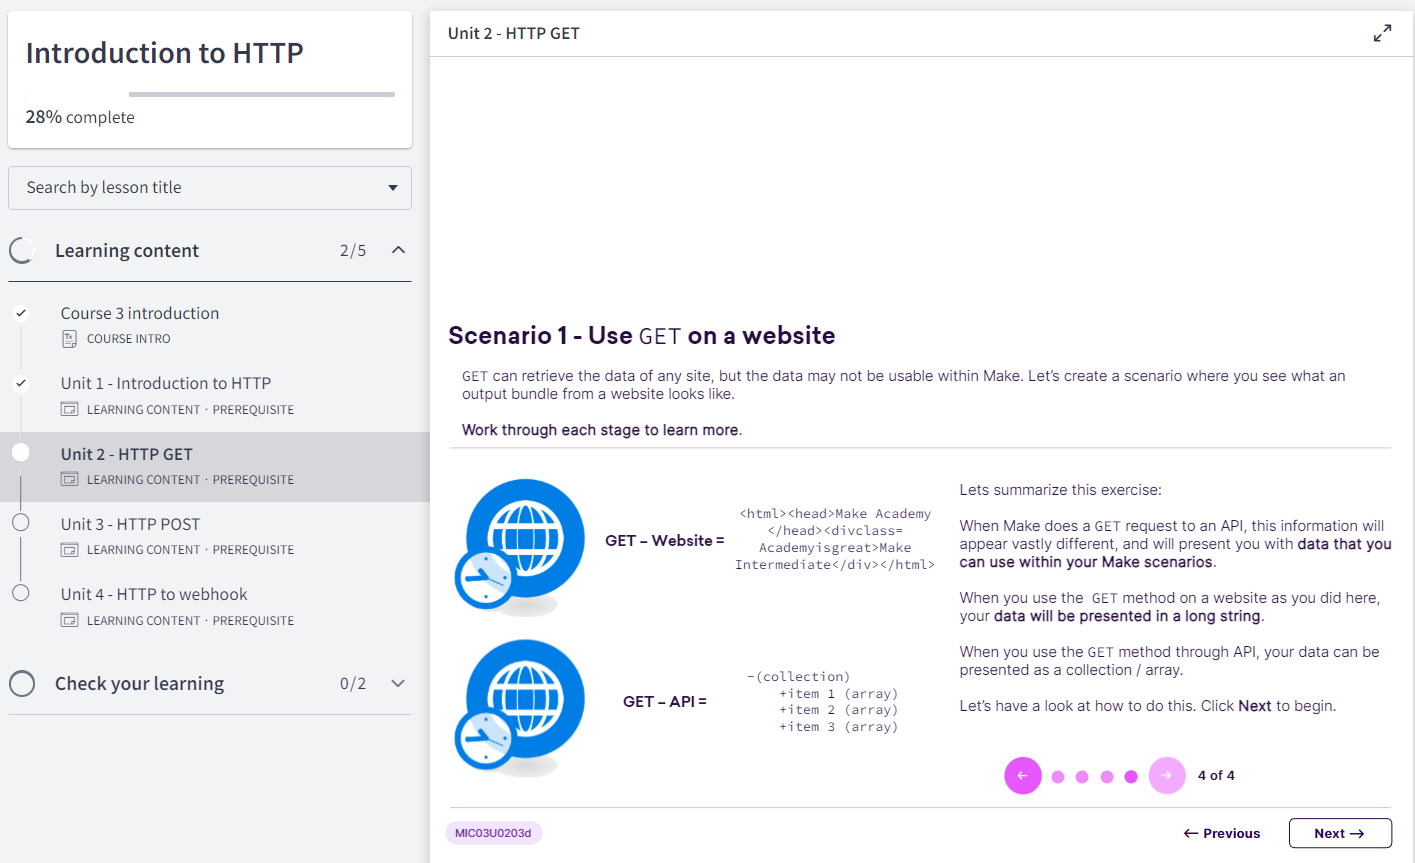 Introduction to HTTP
28% complete
Search by lesson title
Learning content 2/5
Course 3 introduction
COURSE INTRO
Unit 1 - Introduction to HTTP
LEARNING CONTENT · PREREQUISITE
Unit 2 - HTTP GET
LEARNING CONTENT · PREREQUISITE
Unit 3 - HTTP POST
LEARNING CONTENT · PREREQUISITE
Unit 4 - HTTP to webhook
LEARNING CONTENT · PREREQUISITE
Check your learning 0/2
Unit 2 - HTTP GET
Scenario 1 - Use GET on a website
GET can retrieve the data of any site, but the data may not be usable within Make. Let's create a scenario where you see what an
output bundle from a website looks like.
Work through each stage to learn more.
GET – Website =
<html><head>Make Academy
</head><divclass=
Academyisgreat>Make
Intermediate</div></html>
GET – API =
-(collection)
+item 1 (array)
+item 2 (array)
+item 3 (array)
Lets summarize this exercise:
When Make does a GET request to an API, this information will
appear vastly different, and will present you with data that you
can use within your Make scenarios.
When you use the GET method on a website as you did here,
your data will be presented in a long string.
When you use the GET method through API, your data can be
presented as a collection / array.
Let's have a look at how to do this. Click Next to begin.
← → 4 of 4
MIC03U0203d
← Previous Next →